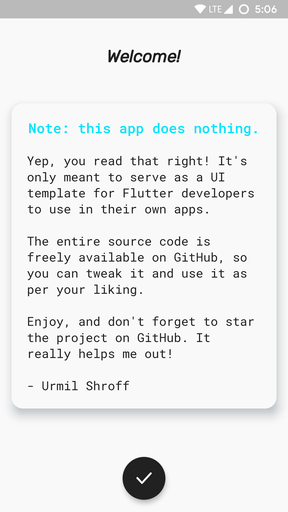 LTE 5:06
Welcome!
Note: this app does nothing.
Yep, you read that right! It's
only meant to serve as a UI
template for Flutter developers
to use in their own apps.
The entire source code is
freely available on GitHub, so
you can tweak it and use it as
per your liking.
Enjoy, and don't forget to star
the project on GitHub. It
really helps me out!
- Urmil Shroff